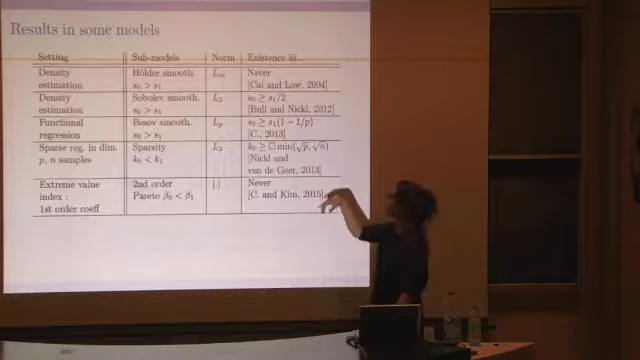 Results in some models
Setting Sub-models Norm Existence iif...
Density Hölder smooth L∞ Never
estimation s₀ > s₁ [Cai and Low, 2004]
Density Sobolev smooth. L₂ s₀ ≥ s₁/2
estimation s₀ > s₁ [Bull and Nickl, 2012]
Functional Besov smooth. Lₚ s₀ ≥ s₁(1−1/p)
regression s₀ > s₁ [C., 2013]
Sparse reg. in dim. Sparsity L₂ k₀ ≥ □ min(√p, √n)
p, n samples k₀ < k₁ [Nickl and
van de Geer, 2013]
Extreme value 2nd order |.| Never
index : Pareto β₀ < β₁ [C. and Kim, 2015]
1st order coeff